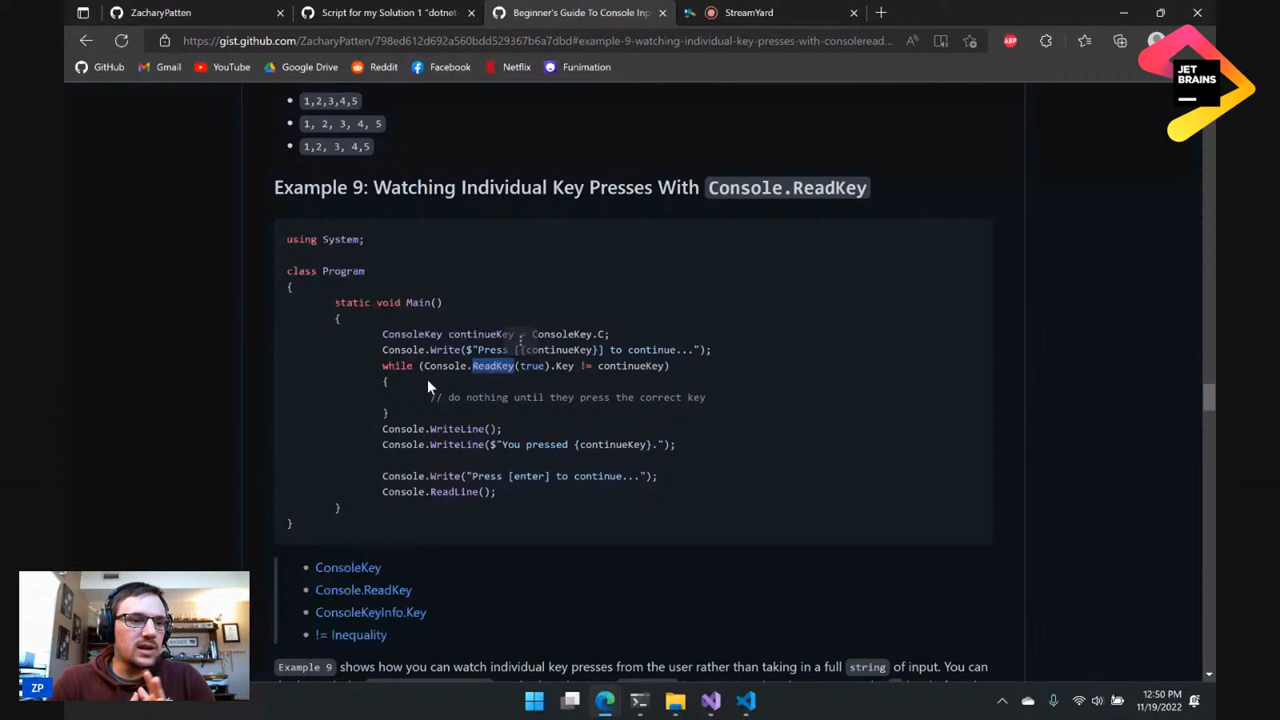 ZacharyPatten
Script for my Solution 1 "dotnet
Beginner's Guide To Console Inp
StreamYard
https://gist.github.com/ZacharyPatten/798ed612d692a560bdd529367b6a7dbd#example-9-watching-individual-key-presses-with-consoleread...
ABP
GitHub
Gmail
YouTube
Google Drive
Reddit
Facebook
Netflix
Funimation
JET
BRAINS
1,2,3,4,5
1, 2, 3, 4, 5
1,2, 3, 4,5
Example 9: Watching Individual Key Presses With Console.ReadKey
using System;
class Program
{
static void Main()
{
ConsoleKey continueKey = ConsoleKey.C;
Console.Write($"Press [{continueKey}] to continue...");
while (Console.ReadKey(true).Key != continueKey)
{
// do nothing until they press the correct key
}
Console.WriteLine();
Console.WriteLine($"You pressed {continueKey}.");
Console.Write("Press [enter] to continue...");
Console.ReadLine();
}
}
ConsoleKey
Console.ReadKey
ConsoleKeyInfo.Key
!= Inequality
Example 9 shows how you can watch individual key presses from the user rather than taking in a full string of input. You can
ZP
12:50 PM
11/19/2022